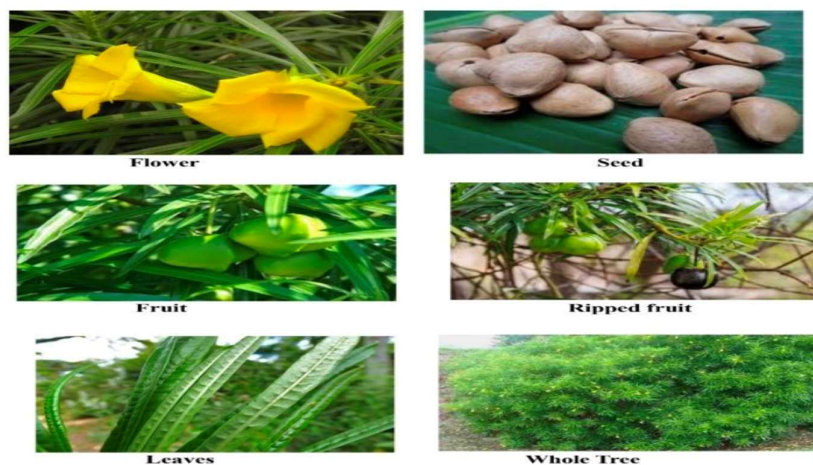 Flower
Seed
Fruit
Ripped fruit
Leaves
Whole Tree